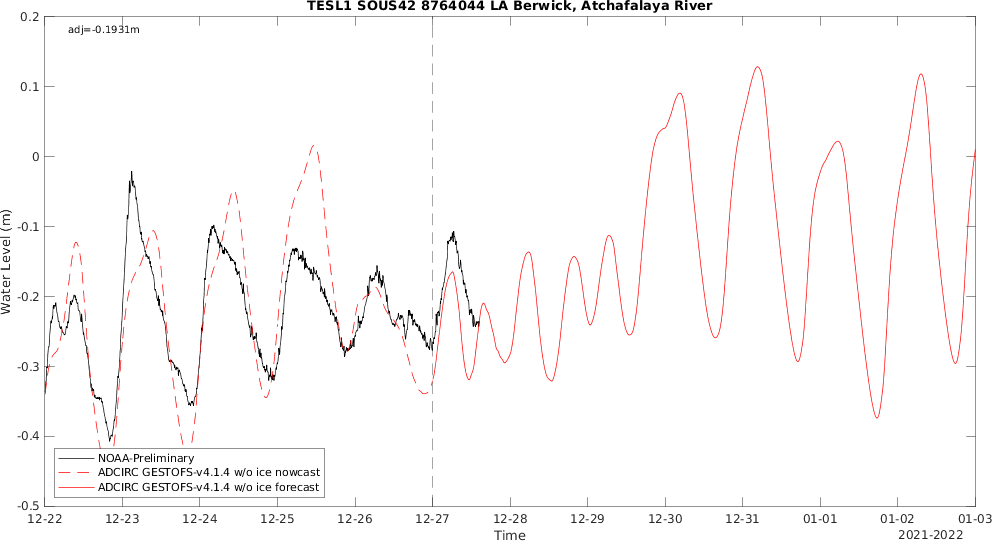 TESL1 SOUS42 8764044 LA Berwick, Atchafalaya River
adj=-0.1931m
0.2
0.1
0
-0.1
-0.2
-0.3
-0.4
-0.5
Water Level (m)
NOAA-Preliminary
ADCIRC GESTOFS-v4.1.4 w/o ice nowcast
ADCIRC GESTOFS-v4.1.4 w/o ice forecast
12-22 12-23 12-24 12-25 12-26 12-27 12-28 12-29 12-30 12-31 01-01 01-02 01-03
Time
2021-2022